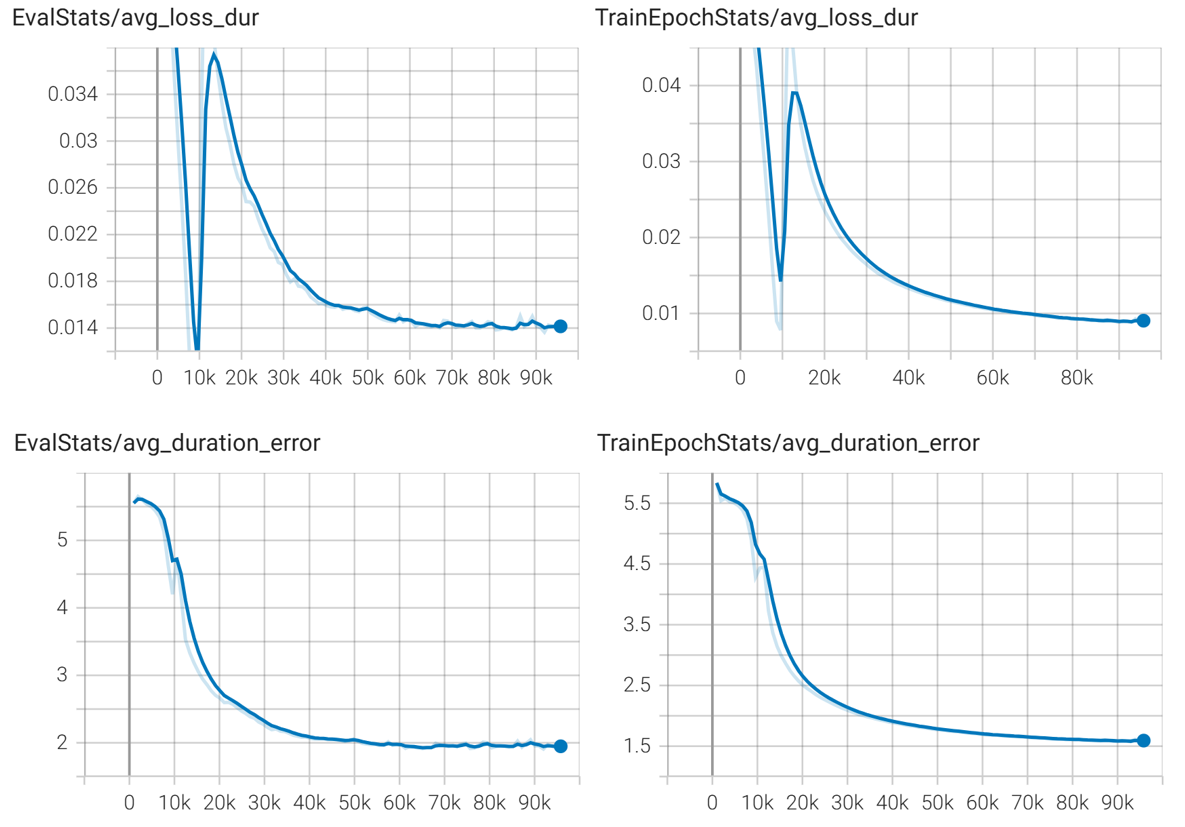 EvalStats/avg_loss_dur
0.034
0.03
0.026
0.022
0.018
0.014
0 10k 20k 30k 40k 50k 60k 70k 80k 90k
TrainEpochStats/avg_loss_dur
0.04
0.03
0.02
0.01
0 20k 40k 60k 80k
EvalStats/avg_duration_error
5
4
3
2
0 10k 20k 30k 40k 50k 60k 70k 80k 90k
TrainEpochStats/avg_duration_error
5.5
4.5
3.5
2.5
1.5
0 10k 20k 30k 40k 50k 60k 70k 80k 90k